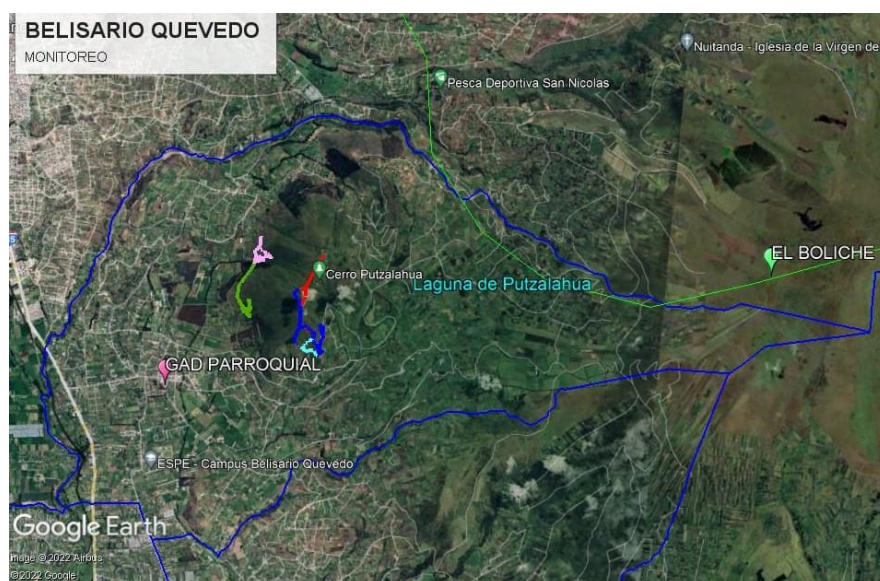 BELISARIO QUEVEDO
MONITOREO
Nuitanda - Iglesia de la Virgen de
Pesca Deportiva San Nicolas
EL BOLICHE
Cerro Putzalahua
Laguna de Putzalahua
GAD PARROQUIAL
ESPE - Campus Belisario Quevedo
Google Earth
Image © 2022 Airbus
© 2022 Google